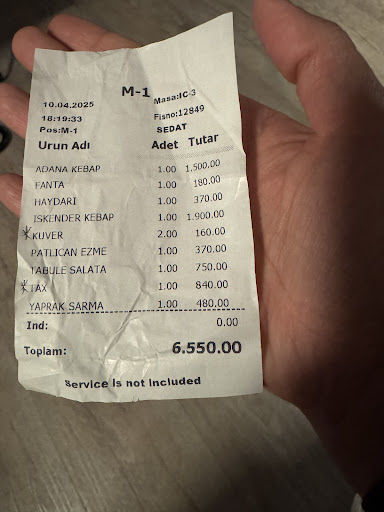 M-1
10.04.2025 Masa:IC-3
18:19:33 Fisno:12849
Pos:M-1 SEDAT
Urun Adı Adet Tutar
ADANA KEBAP 1.00 1.500.00
FANTA 1.00 180.00
HAYDARİ 1.00 370.00
ISKENDER KEBAP 1.00 1.900.00
KUVER 2.00 160.00
PATLICAN EZME 1.00 370.00
TABULE SALATA 1.00 750.00
TAX 1.00 840.00
YAPRAK SARMA 1.00 480.00
Ind: 0.00
Toplam: 6.550.00
Service is not Included